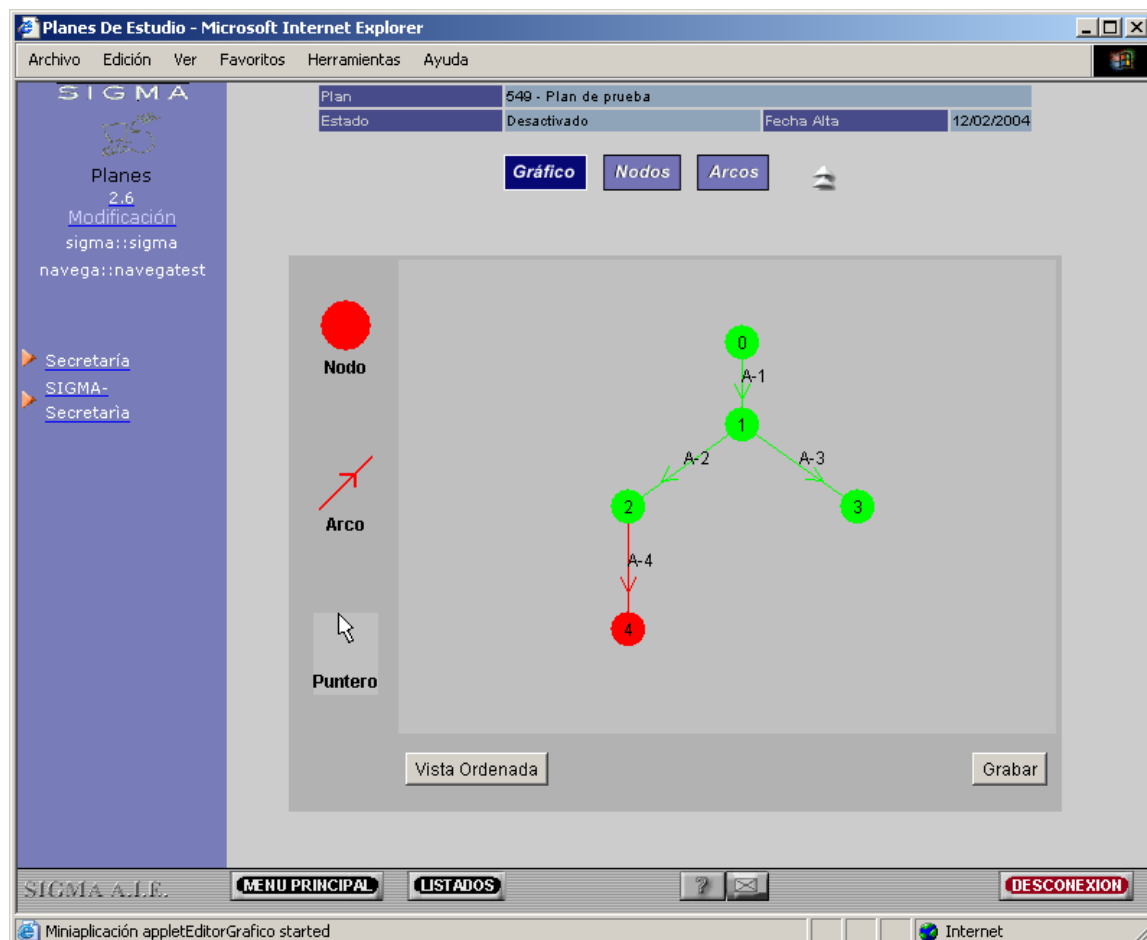 Planes De Estudio - Microsoft Internet Explorer
Archivo Edición Ver Favoritos Herramientas Ayuda
SIGMA
Planes
2.6
Modificación
sigma::sigma
navega::navegatest
Secretaría
SIGMA-
Secretarìa
Plan 549 - Plan de prueba
Estado Desactivado Fecha Alta 12/02/2004
Gráfico Nodos Arcos
Nodo
Arco
Puntero
0
A-1
1
A-2 A-3
2 3
A-4
4
Vista Ordenada Grabar
SIGMA A.I.E. MENU PRINCIPAL LISTADOS ? DESCONEXION
Miniaplicación appletEditorGrafico started Internet